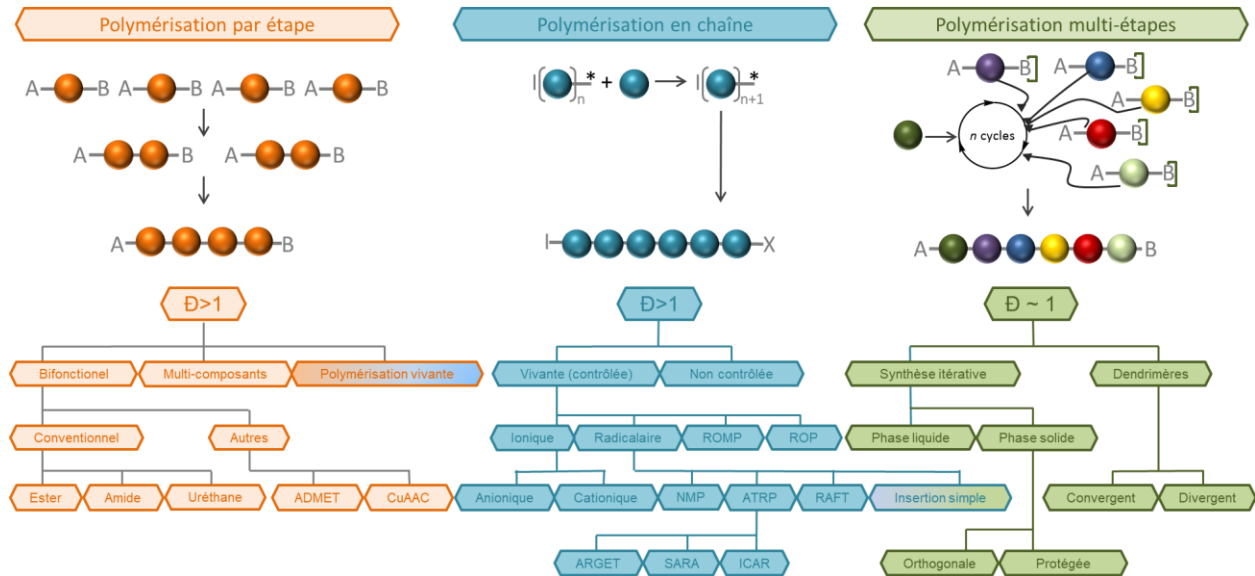 Polymérisation par étape
Polymérisation en chaîne
Polymérisation multi-étapes
A B A B A B A B
A B A B
A B
I ( ) n * + I ( ) n+1 *
I X
A B
A B
A B
A B
A B
n cycles
A B
Đ>1
Đ>1
Đ ~ 1
Bifonctionel
Multi-composants
Polymérisation vivante
Vivante (contrôlée)
Non contrôlée
Synthèse itérative
Dendrimères
Conventionnel
Autres
Ionique
Radicalaire
ROMP
ROP
Phase liquide
Phase solide
Ester
Amide
Uréthane
ADMET
CuAAC
Anionique
Cationique
NMP
ATRP
RAFT
Insertion simple
Convergent
Divergent
ARGET
SARA
ICAR
Orthogonale
Protégée